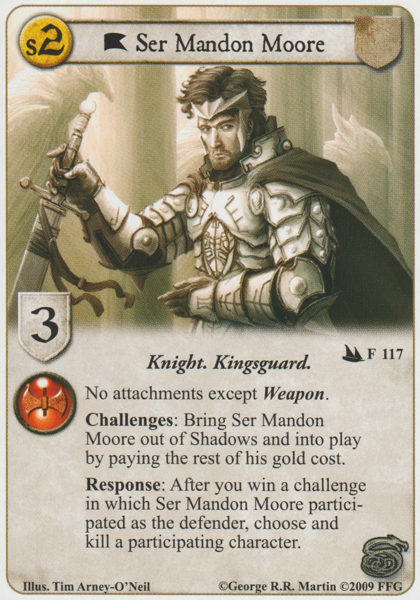 s2
Ser Mandon Moore
3
Knight. Kingsguard.
F 117
No attachments except Weapon.
Challenges: Bring Ser Mandon
Moore out of Shadows and into play
by paying the rest of his gold cost.
Response: After you win a challenge
in which Ser Mandon Moore partici-
pated as the defender, choose and
kill a participating character.
Illus. Tim Arney-O'Neil
©George R.R. Martin ©2009 FFG